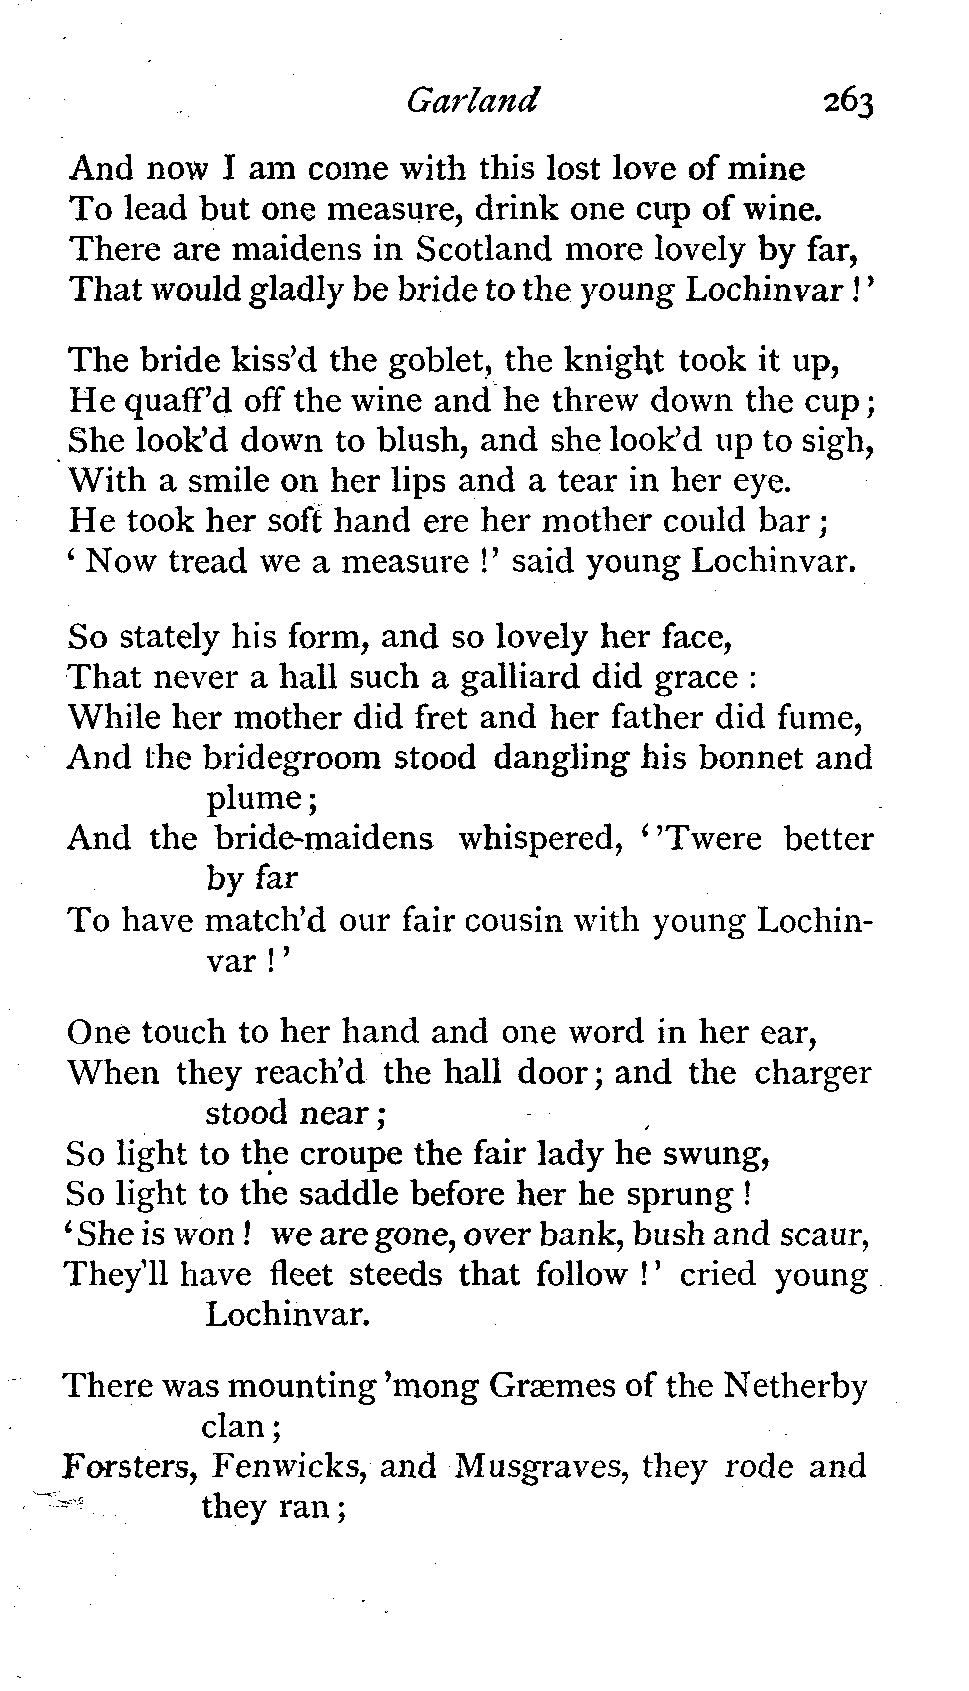 Garland 263
And now I am come with this lost love of mine
To lead but one measure, drink one cup of wine.
There are maidens in Scotland more lovely by far,
That would gladly be bride to the young Lochinvar !’
The bride kiss’d the goblet, the knight took it up,
He quaff’d off the wine and he threw down the cup ;
She look’d down to blush, and she look’d up to sigh,
With a smile on her lips and a tear in her eye.
He took her soft hand ere her mother could bar ;
‘ Now tread we a measure !’ said young Lochinvar.
So stately his form, and so lovely her face,
That never a hall such a galliard did grace :
While her mother did fret and her father did fume,
And the bridegroom stood dangling his bonnet and
plume ;
And the bride-maidens whispered, ‘ ’Twere better
by far
To have match’d our fair cousin with young Lochin-
var !’
One touch to her hand and one word in her ear,
When they reach’d the hall door ; and the charger
stood near ;
So light to the croupe the fair lady he swung,
So light to the saddle before her he sprung !
‘ She is won ! we are gone, over bank, bush and scaur,
They’ll have fleet steeds that follow !’ cried young
Lochinvar.
There was mounting ’mong Græmes of the Netherby
clan ;
Forsters, Fenwicks, and Musgraves, they rode and
they ran ;